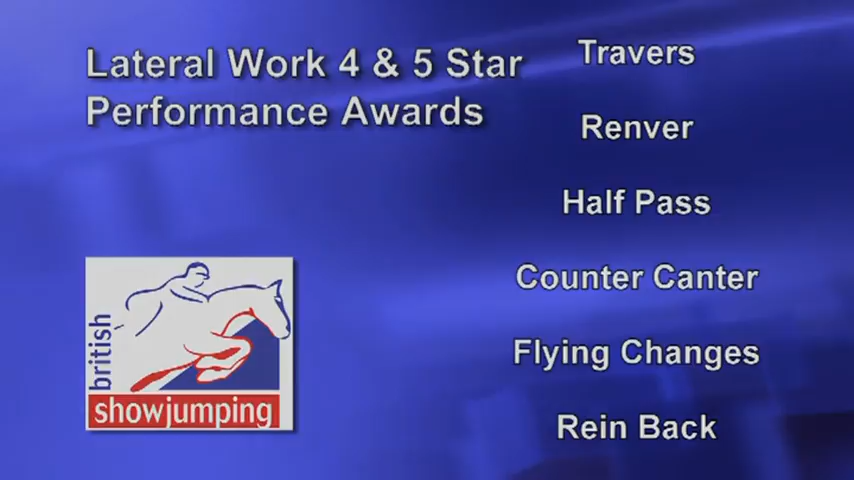 Lateral Work 4 & 5 Star
Performance Awards
Travers
Renver
Half Pass
Counter Canter
Flying Changes
Rein Back
british
showjumping